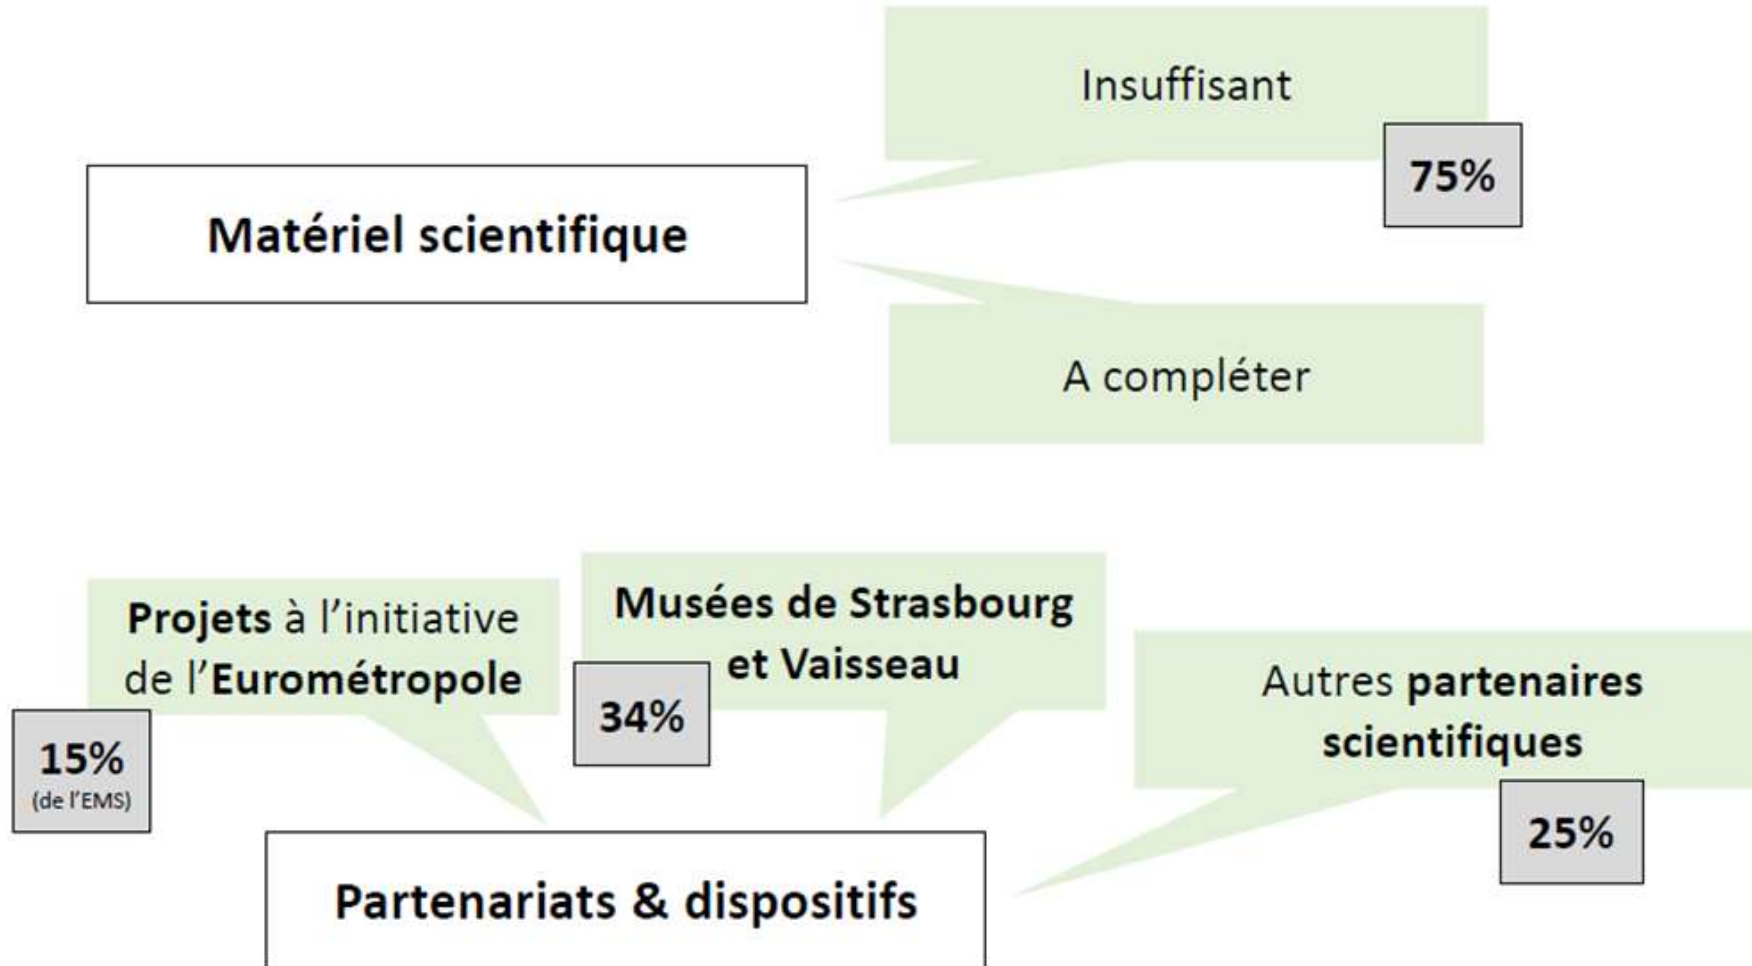 Insuffisant
75%
Matériel scientifique
A compléter
Projets à l’initiative
de l’Eurométropole
15%
(de l’EMS)
Musées de Strasbourg
et Vaisseau
34%
Autres partenaires
scientifiques
25%
Partenariats & dispositifs